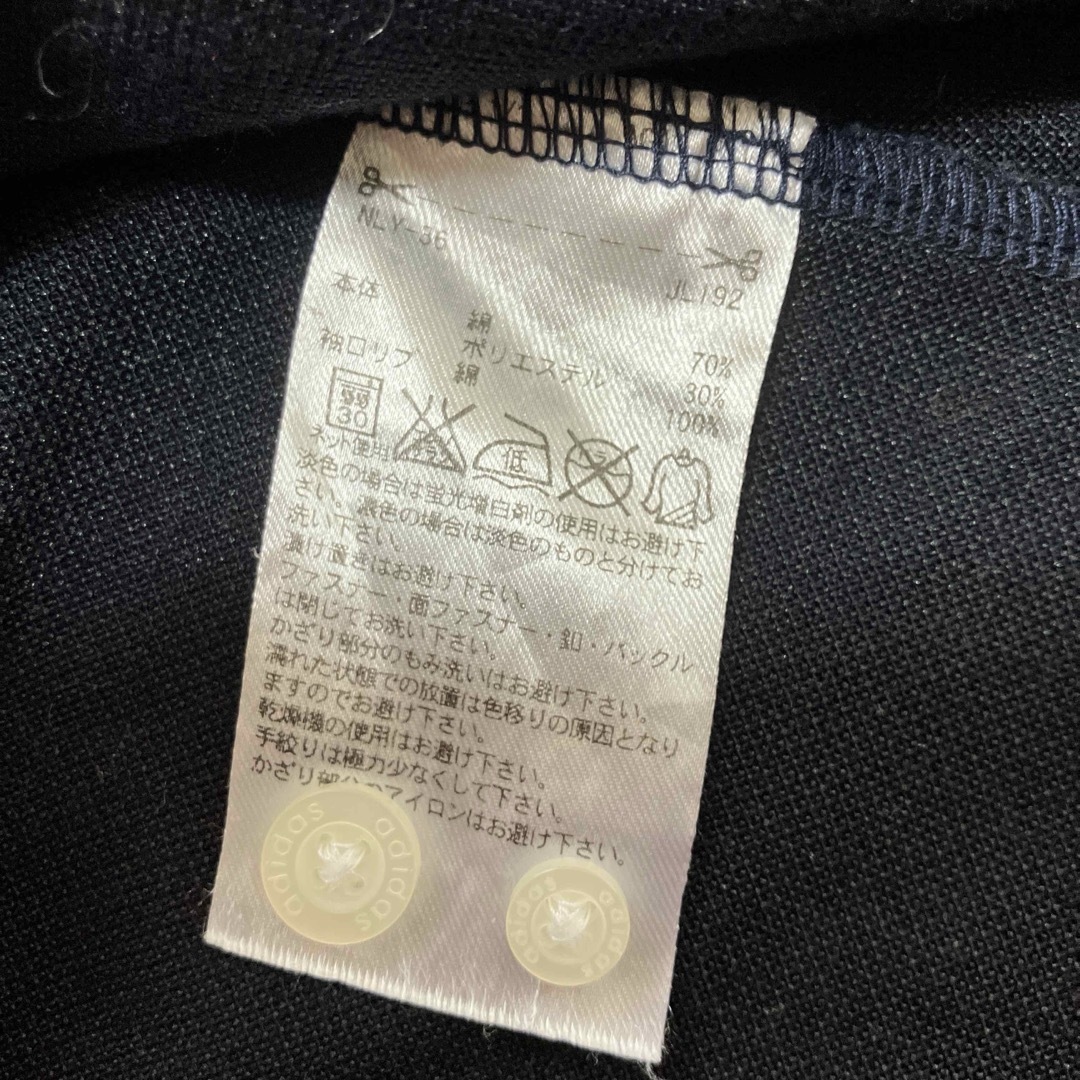 NLY-36 JL192
本体 綿 70%
ポリエステル 30%
袖口リブ 綿 100%
弱
30
低
ネット使用
淡色の場合は蛍光増白剤の使用はお避け下
さい。濃色の場合は淡色のものと分けてお
洗い下さい。
漬け置きはお避け下さい。
ファスナー・面ファスナー・釦・バックル
は閉じてお洗い下さい。
かざり部分のもみ洗いはお避け下さい。
濡れた状態での放置は色移りの原因となり
ますのでお避け下さい。
乾燥機の使用はお避け下さい。
手絞りは極力少なくして下さい。
かざり部分のアイロンはお避け下さい。
adidas adidas
adidas adidas